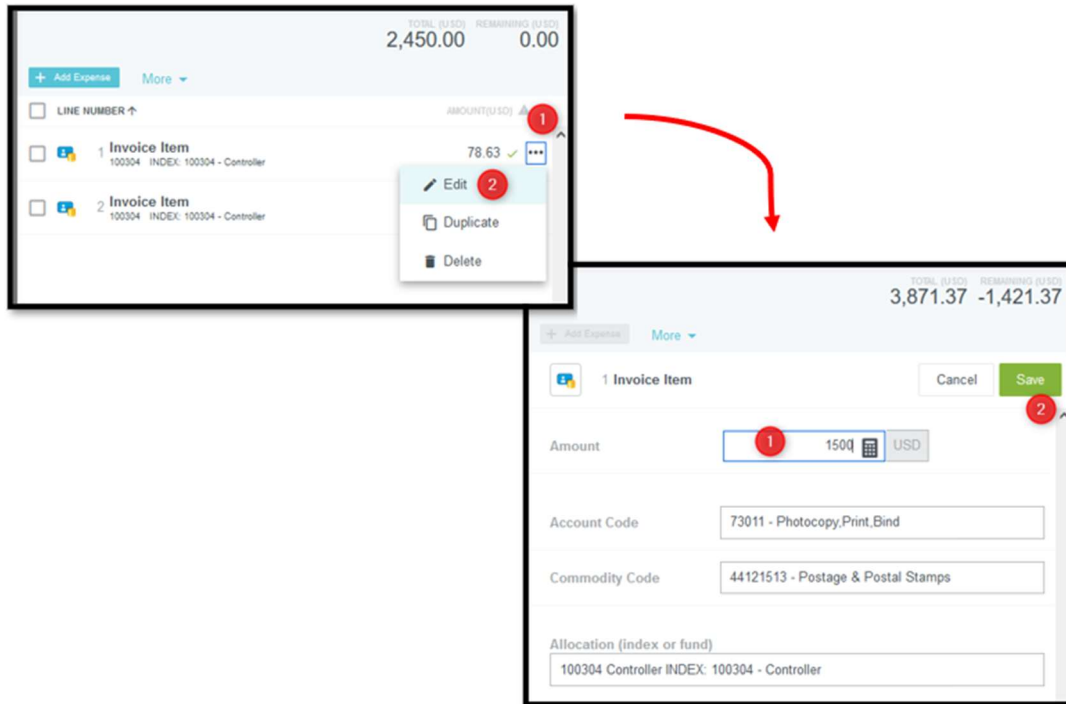 TOTAL (USD) REMAINING (USD)
2,450.00 0.00
+ Add Expense More
LINE NUMBER AMOUNT(USD)
1
1 Invoice Item 78.63
100304 INDEX: 100304 - Controller
Edit 2
2 Invoice Item
100304 INDEX: 100304 - Controller
Duplicate
Delete
TOTAL (USD) REMAINING (USD)
3,871.37 -1,421.37
+ Add Expense More
1 Invoice Item Cancel Save
2
Amount 1 1500 USD
Account Code 73011 - Photocopy,Print,Bind
Commodity Code 44121513 - Postage & Postal Stamps
Allocation (index or fund)
100304 Controller INDEX: 100304 - Controller